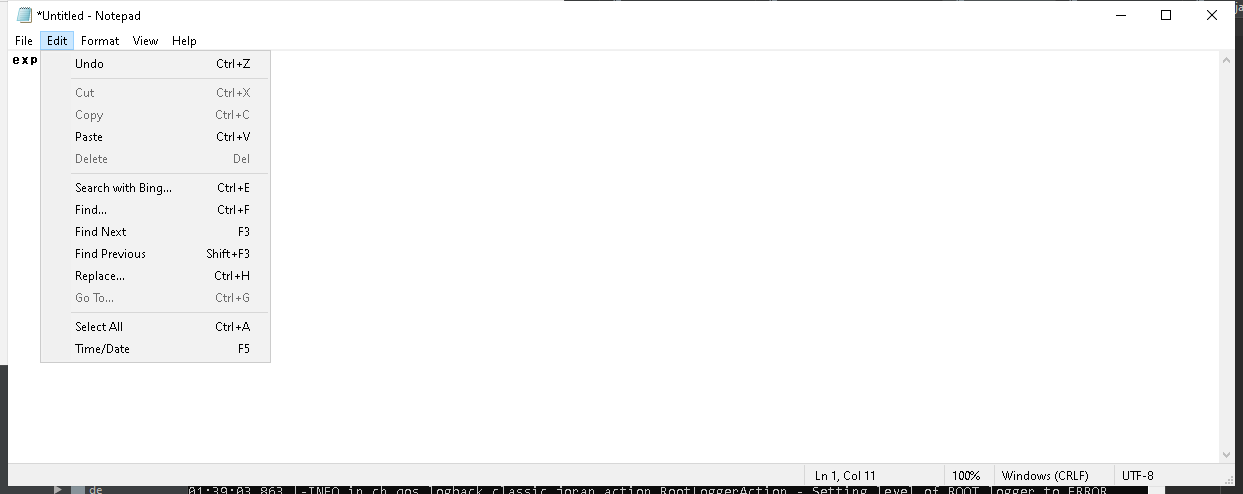 *Untitled - Notepad
File Edit Format View Help
exp
Undo Ctrl+Z
Cut Ctrl+X
Copy Ctrl+C
Paste Ctrl+V
Delete Del
Search with Bing... Ctrl+E
Find... Ctrl+F
Find Next F3
Find Previous Shift+F3
Replace... Ctrl+H
Go To... Ctrl+G
Select All Ctrl+A
Time/Date F5
Ln 1, Col 11 100% Windows (CRLF) UTF-8
de 01:39:03,863 |-INFO in ch.qos.logback.classic.joran.action.RootLoggerAction - Setting level of ROOT logger to ERROR